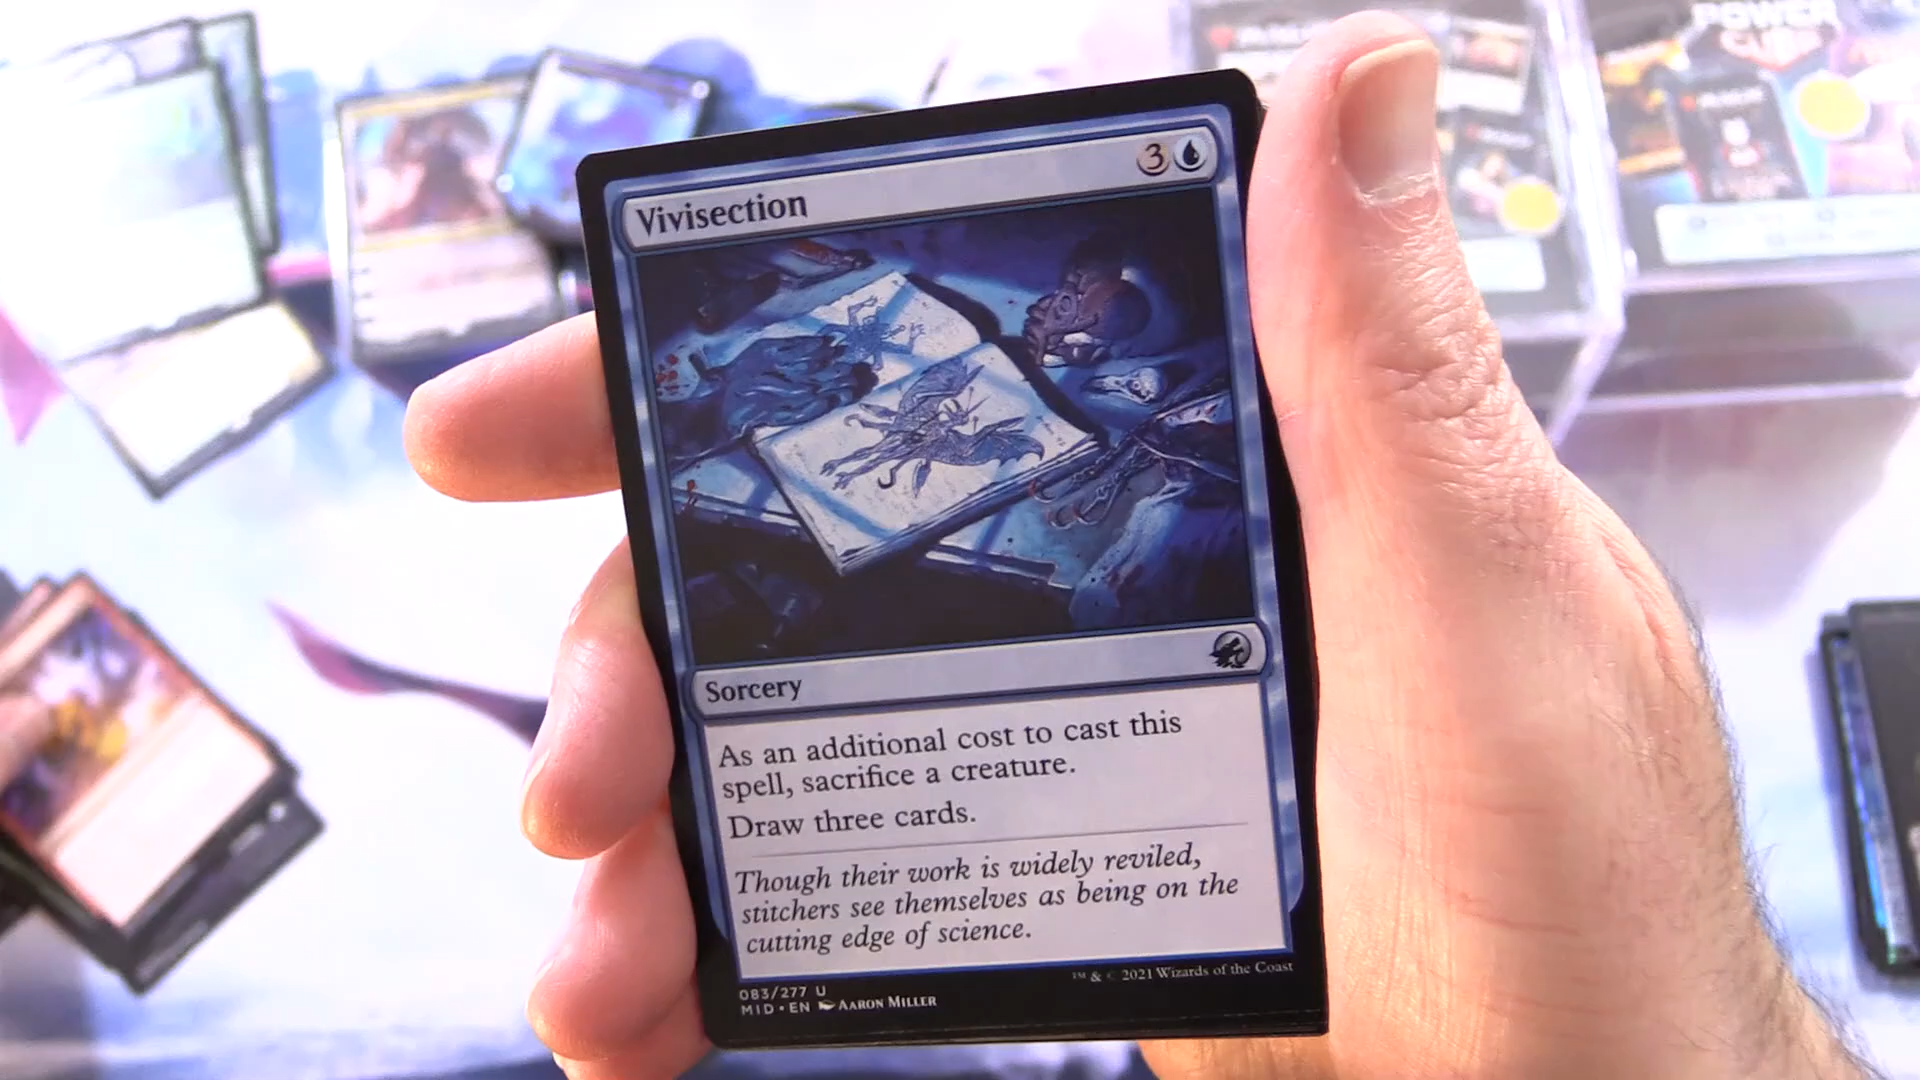 POWER
CUBE
Vivisection
3
Sorcery
As an additional cost to cast this
spell, sacrifice a creature.
Draw three cards.
Though their work is widely reviled,
stitchers see themselves as being on the
cutting edge of science.
™ & © 2021 Wizards of the Coast
083/277 U
MID • EN AARON MILLER